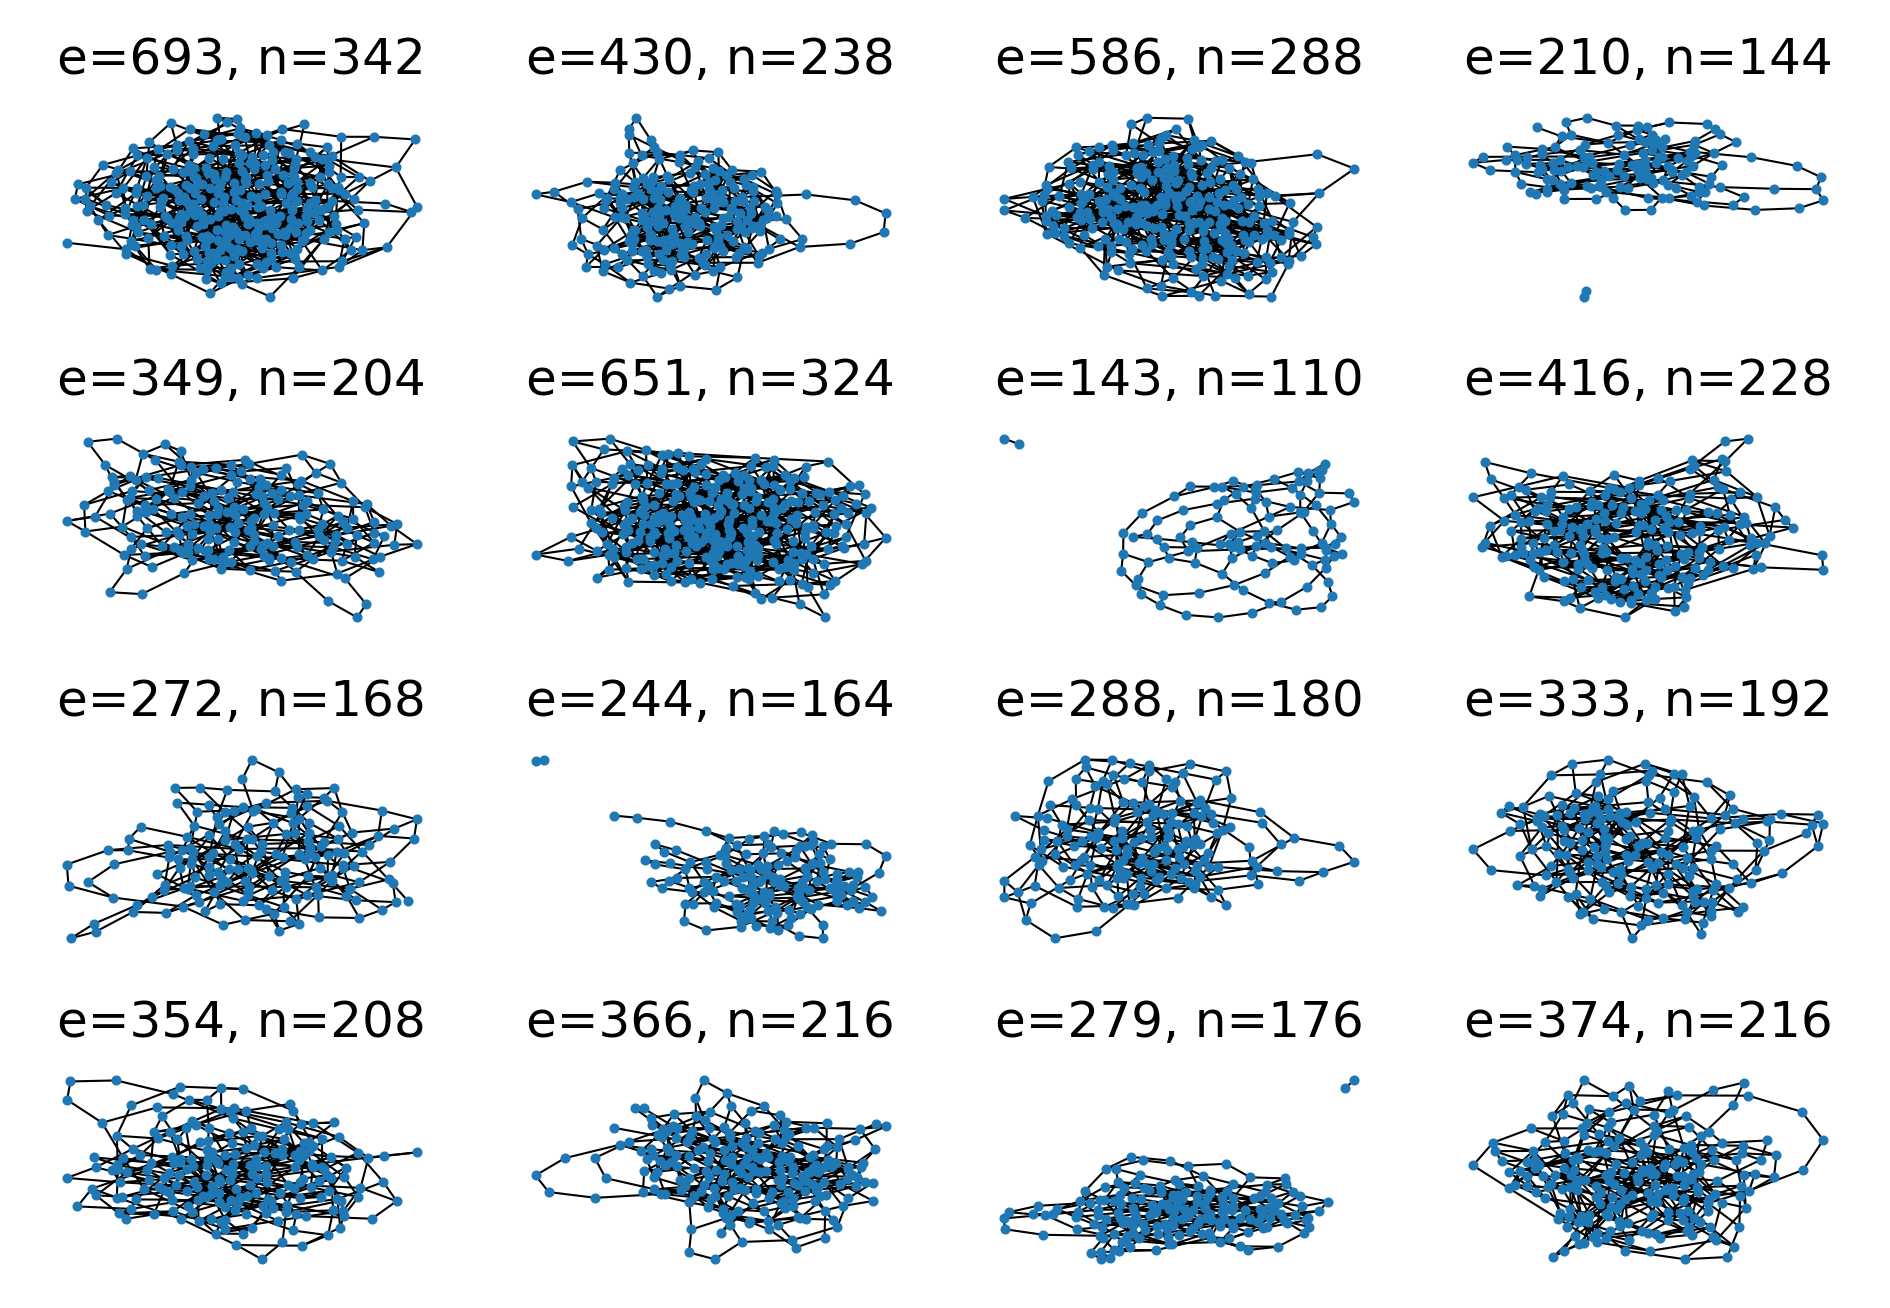 e=693, n=342
e=430, n=238
e=586, n=288
e=210, n=144
e=349, n=204
e=651, n=324
e=143, n=110
e=416, n=228
e=272, n=168
e=244, n=164
e=288, n=180
e=333, n=192
e=354, n=208
e=366, n=216
e=279, n=176
e=374, n=216